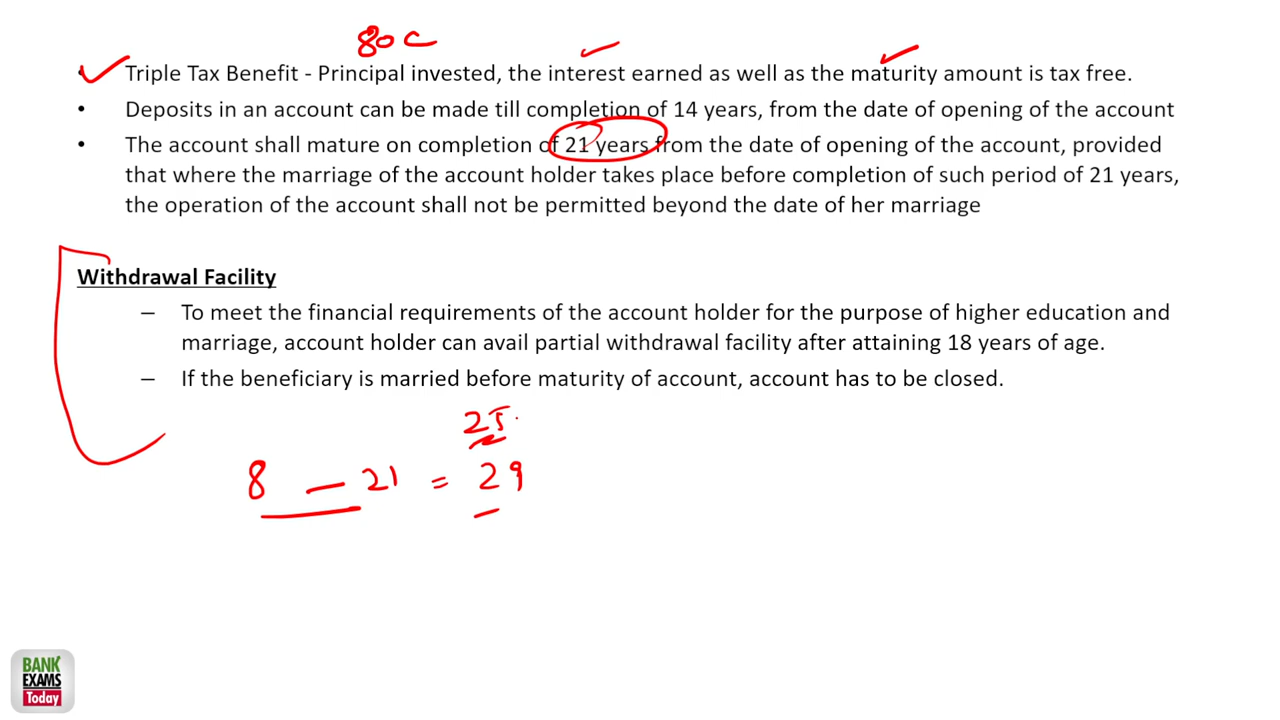 80 C
• Triple Tax Benefit - Principal invested, the interest earned as well as the maturity amount is tax free.
• Deposits in an account can be made till completion of 14 years, from the date of opening of the account
• The account shall mature on completion of 21 years from the date of opening of the account, provided
that where the marriage of the account holder takes place before completion of such period of 21 years,
the operation of the account shall not be permitted beyond the date of her marriage
Withdrawal Facility
– To meet the financial requirements of the account holder for the purpose of higher education and
marriage, account holder can avail partial withdrawal facility after attaining 18 years of age.
– If the beneficiary is married before maturity of account, account has to be closed.
25
8 — 21 = 29
BANK
EXAMS
Today